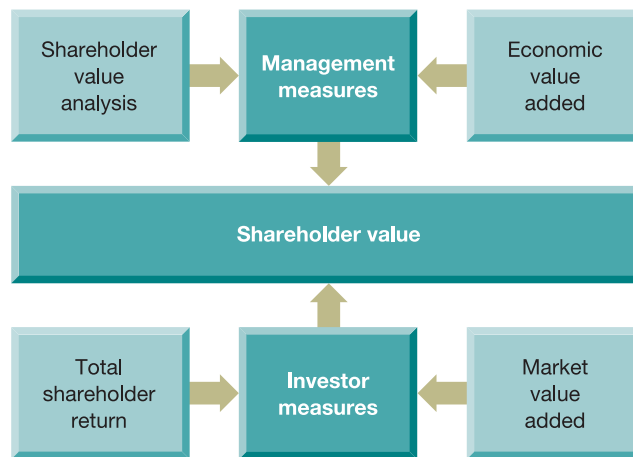 Shareholder
value
analysis
Management
measures
Economic
value
added
Shareholder value
Total
shareholder
return
Investor
measures
Market
value
added